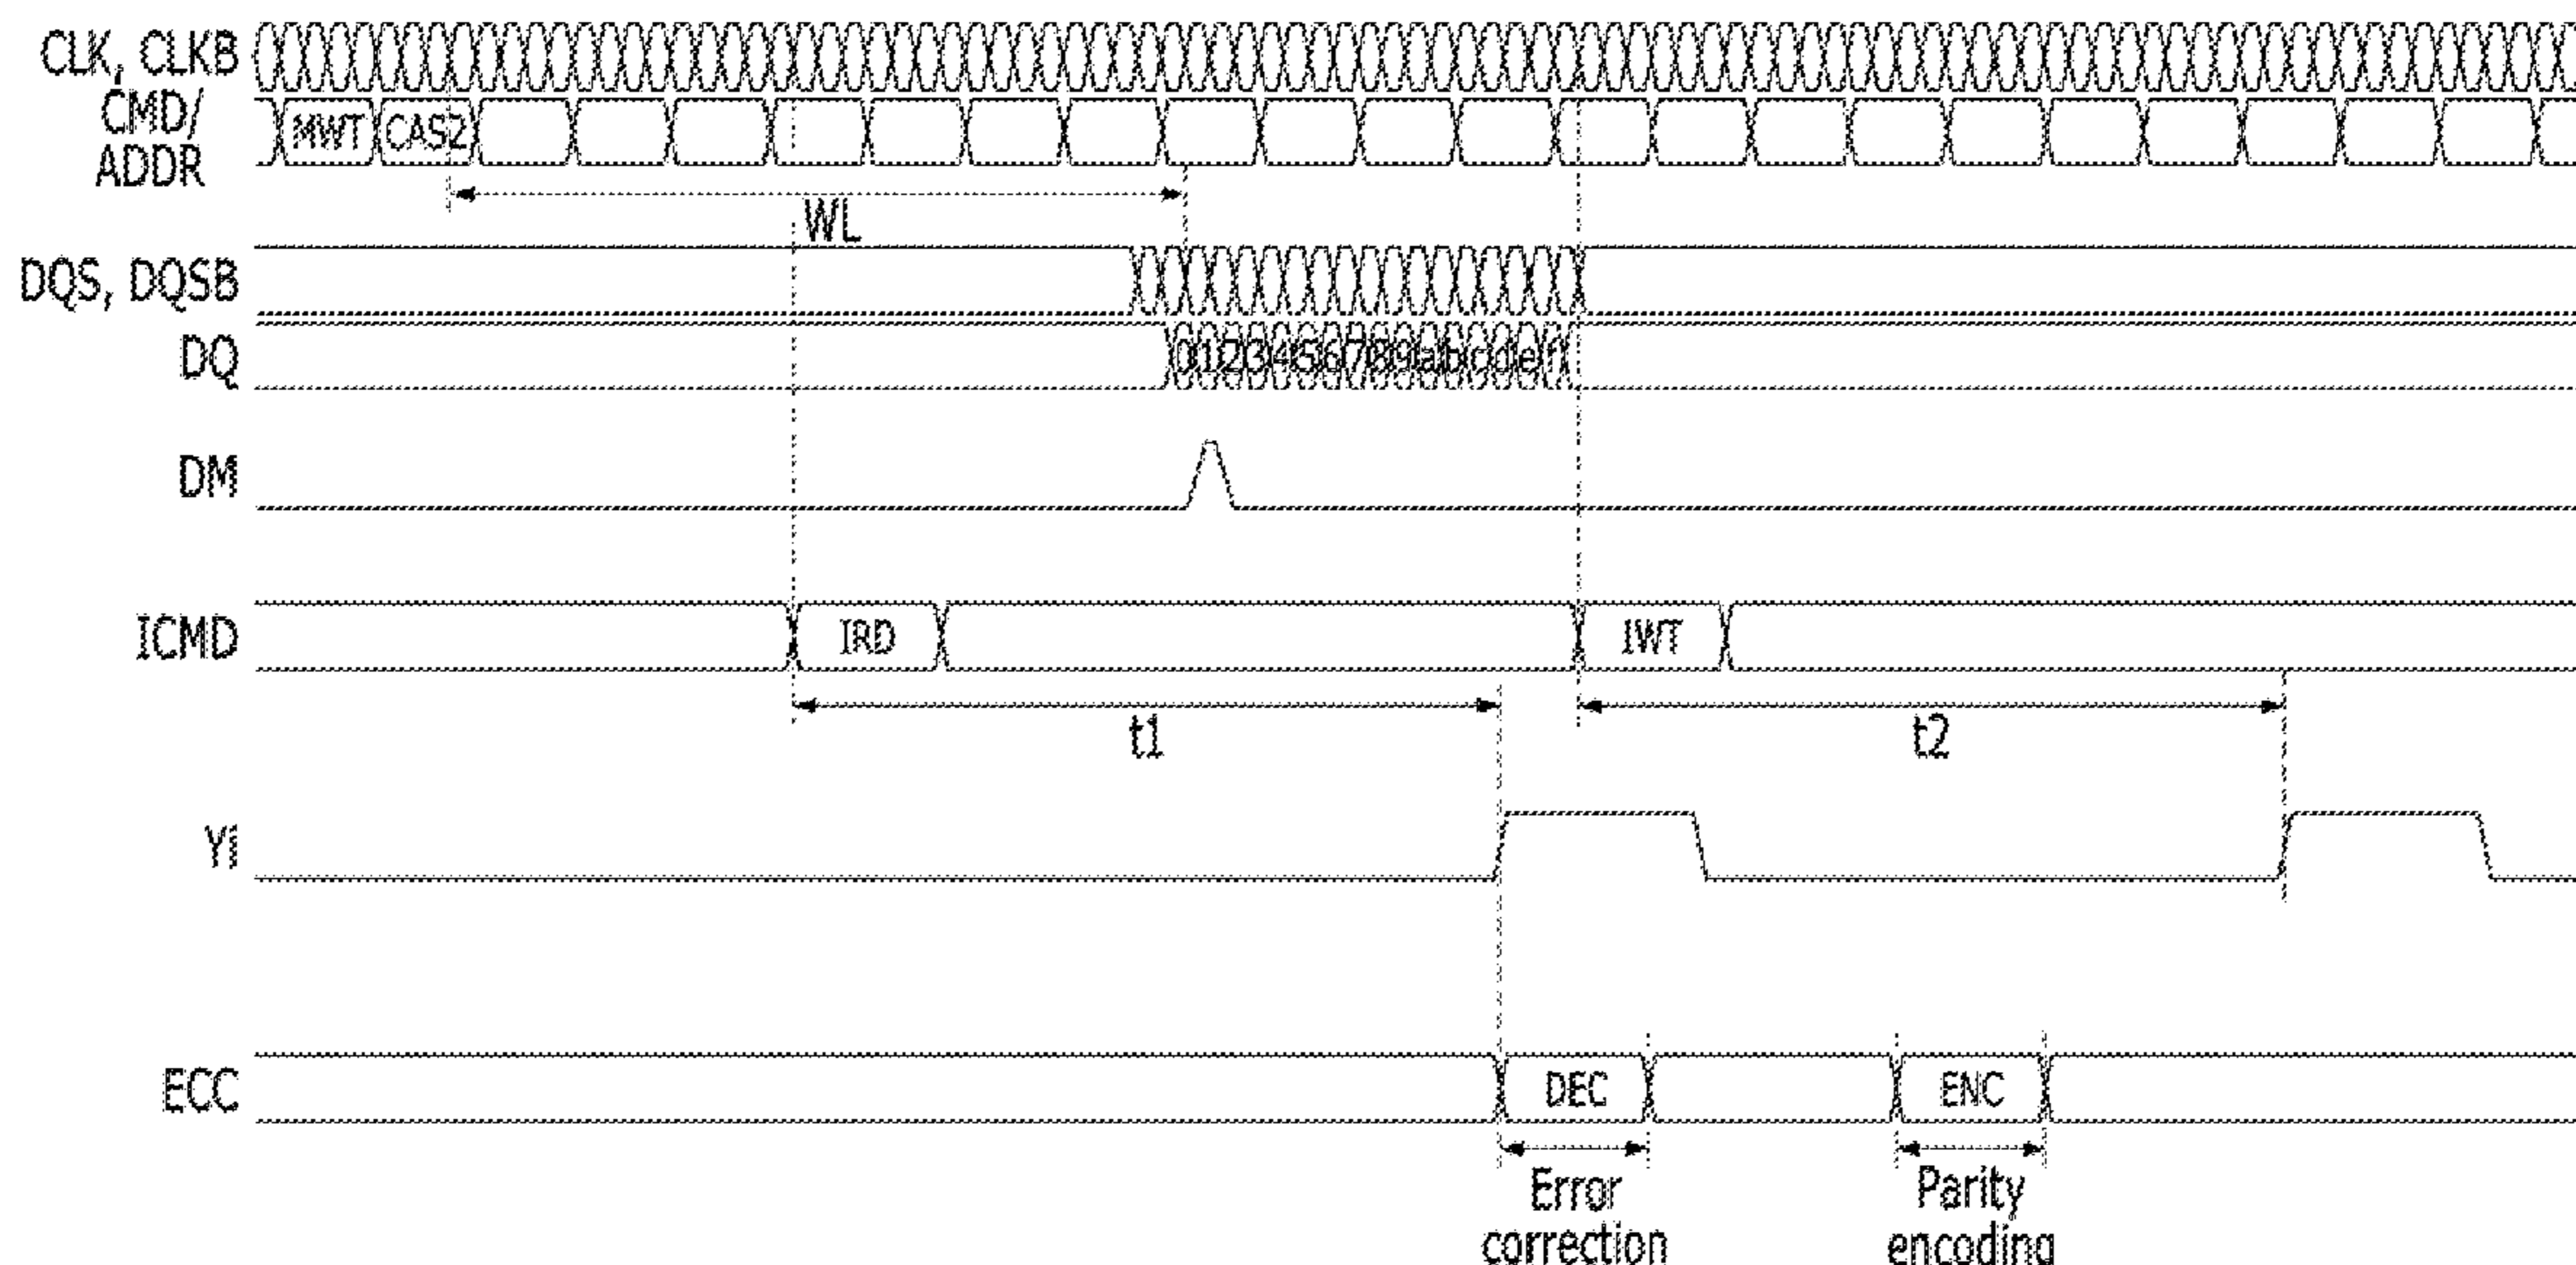 CLK, CLKB
CMD/
ADDR
MWT CAS2
WL
DQS, DQSB
DQ
0123456789abcdef
DM
ICMD
IRD
IWT
t1
t2
Yi
ECC
DEC
ENC
Error
correction
Parity
encoding